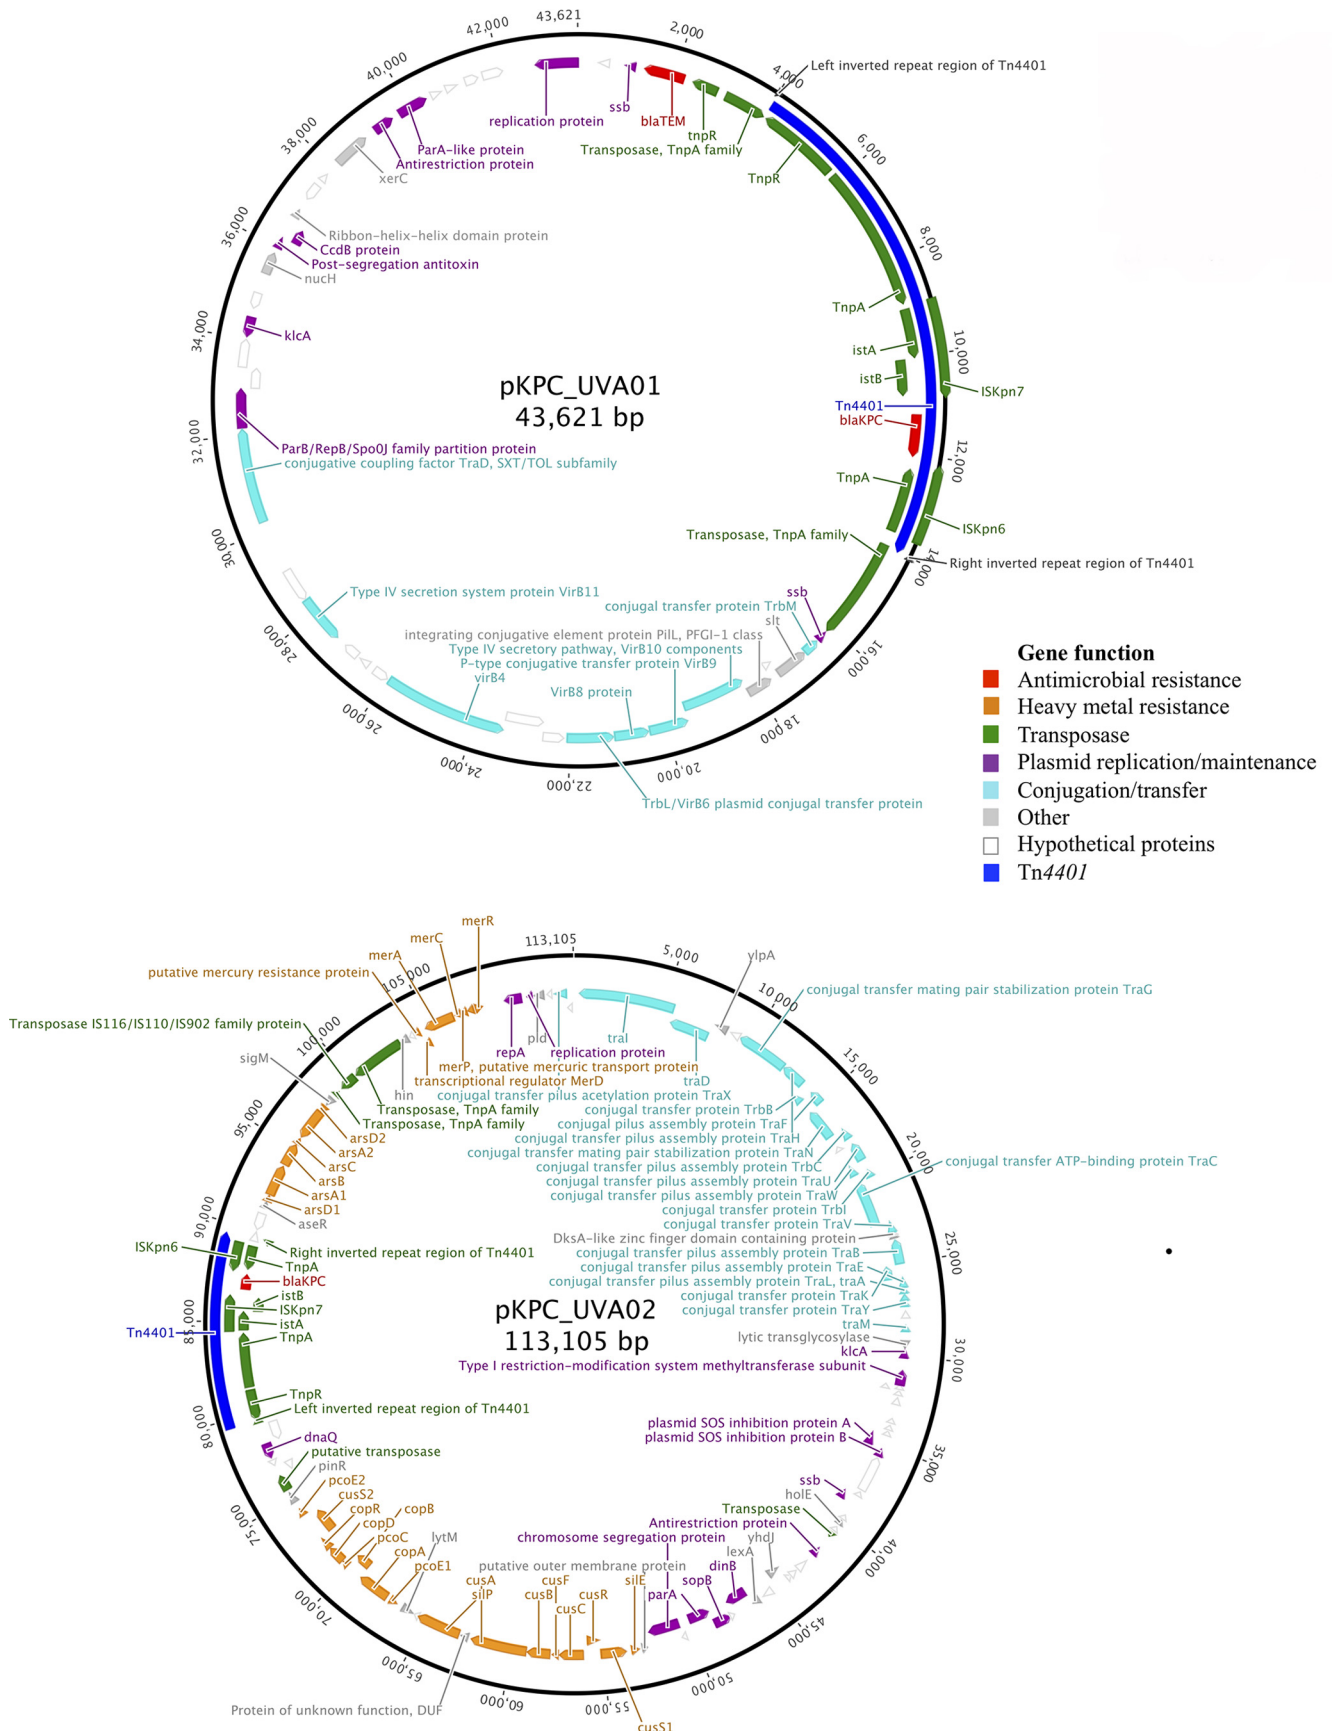 43,621
2,000
4,000
6,000
8,000
10,000
12,000
14,000
16,000
18,000
20,000
22,000
24,000
26,000
28,000
30,000
32,000
34,000
36,000
38,000
40,000
42,000
Left inverted repeat region of Tn4401
ssb
replication protein
blaTEM
tnpR
Transposase, TnpA family
TnpR
ParA-like protein
Antirestriction protein
xerC
Ribbon-helix-helix domain protein
CcdB protein
Post-segregation antitoxin
nucH
klcA
TnpA
istA
istB
ISKpn7
Tn4401
blaKPC
pKPC_UVA01
43,621 bp
ParB/RepB/Spo0J family partition protein
conjugative coupling factor TraD, SXT/TOL subfamily
TnpA
ISKpn6
Transposase, TnpA family
Right inverted repeat region of Tn4401
Type IV secretion system protein VirB11
ssb
conjugal transfer protein TrbM
slt
integrating conjugative element protein PilL, PFGI-1 class
Type IV secretory pathway, VirB10 components
P-type conjugative transfer protein VirB9
virB4
VirB8 protein
TrbL/VirB6 plasmid conjugal transfer protein
Gene function
Antimicrobial resistance
Heavy metal resistance
Transposase
Plasmid replication/maintenance
Conjugation/transfer
Other
Hypothetical proteins
Tn4401
113,105
5,000
10,000
15,000
20,000
25,000
30,000
35,000
40,000
45,000
50,000
55,000
60,000
65,000
70,000
75,000
80,000
85,000
90,000
95,000
100,000
105,000
merR
merC
merA
putative mercury resistance protein
ylpA
conjugal transfer mating pair stabilization protein TraG
Transposase IS116/IS110/IS902 family protein
sigM
pld
traI
repA
replication protein
merP, putative mercuric transport protein
transcriptional regulator MerD
traD
hin
conjugal transfer pilus acetylation protein TraX
Transposase, TnpA family
conjugal transfer protein TrbB
Transposase, TnpA family
conjugal pilus assembly protein TraF
arsD2
conjugal transfer pilus assembly protein TraH
arsA2
conjugal transfer mating pair stabilization protein TraN
arsC
conjugal transfer pilus assembly protein TrbC
conjugal transfer ATP-binding protein TraC
arsB
conjugal transfer pilus assembly protein TraU
arsA1
conjugal transfer pilus assembly protein TraW
arsD1
conjugal transfer protein TrbI
aseR
conjugal transfer protein TraV
DksA-like zinc finger domain containing protein
ISKpn6
Right inverted repeat region of Tn4401
conjugal transfer pilus assembly protein TraB
TnpA
conjugal transfer pilus assembly protein TraE
blaKPC
conjugal transfer pilus assembly protein TraL, traA
istB
conjugal transfer protein TraK
ISKpn7
conjugal transfer protein TraY
pKPC_UVA02
113,105 bp
istA
traM
Tn4401
TnpA
lytic transglycosylase
klcA
Type I restriction-modification system methyltransferase subunit
TnpR
Left inverted repeat region of Tn4401
plasmid SOS inhibition protein A
dnaQ
plasmid SOS inhibition protein B
putative transposase
pinR
pcoE2
ssb
cusS2
holE
copR
copB
Transposase
copD
Antirestriction protein
pcoC
lytM
chromosome segregation protein
yhdJ
copA
lexA
pcoE1
putative outer membrane protein
dinB
cusA
cusF
silE
sopB
silP
cusB
cusR
parA
cusC
Protein of unknown function, DUF
cusS1